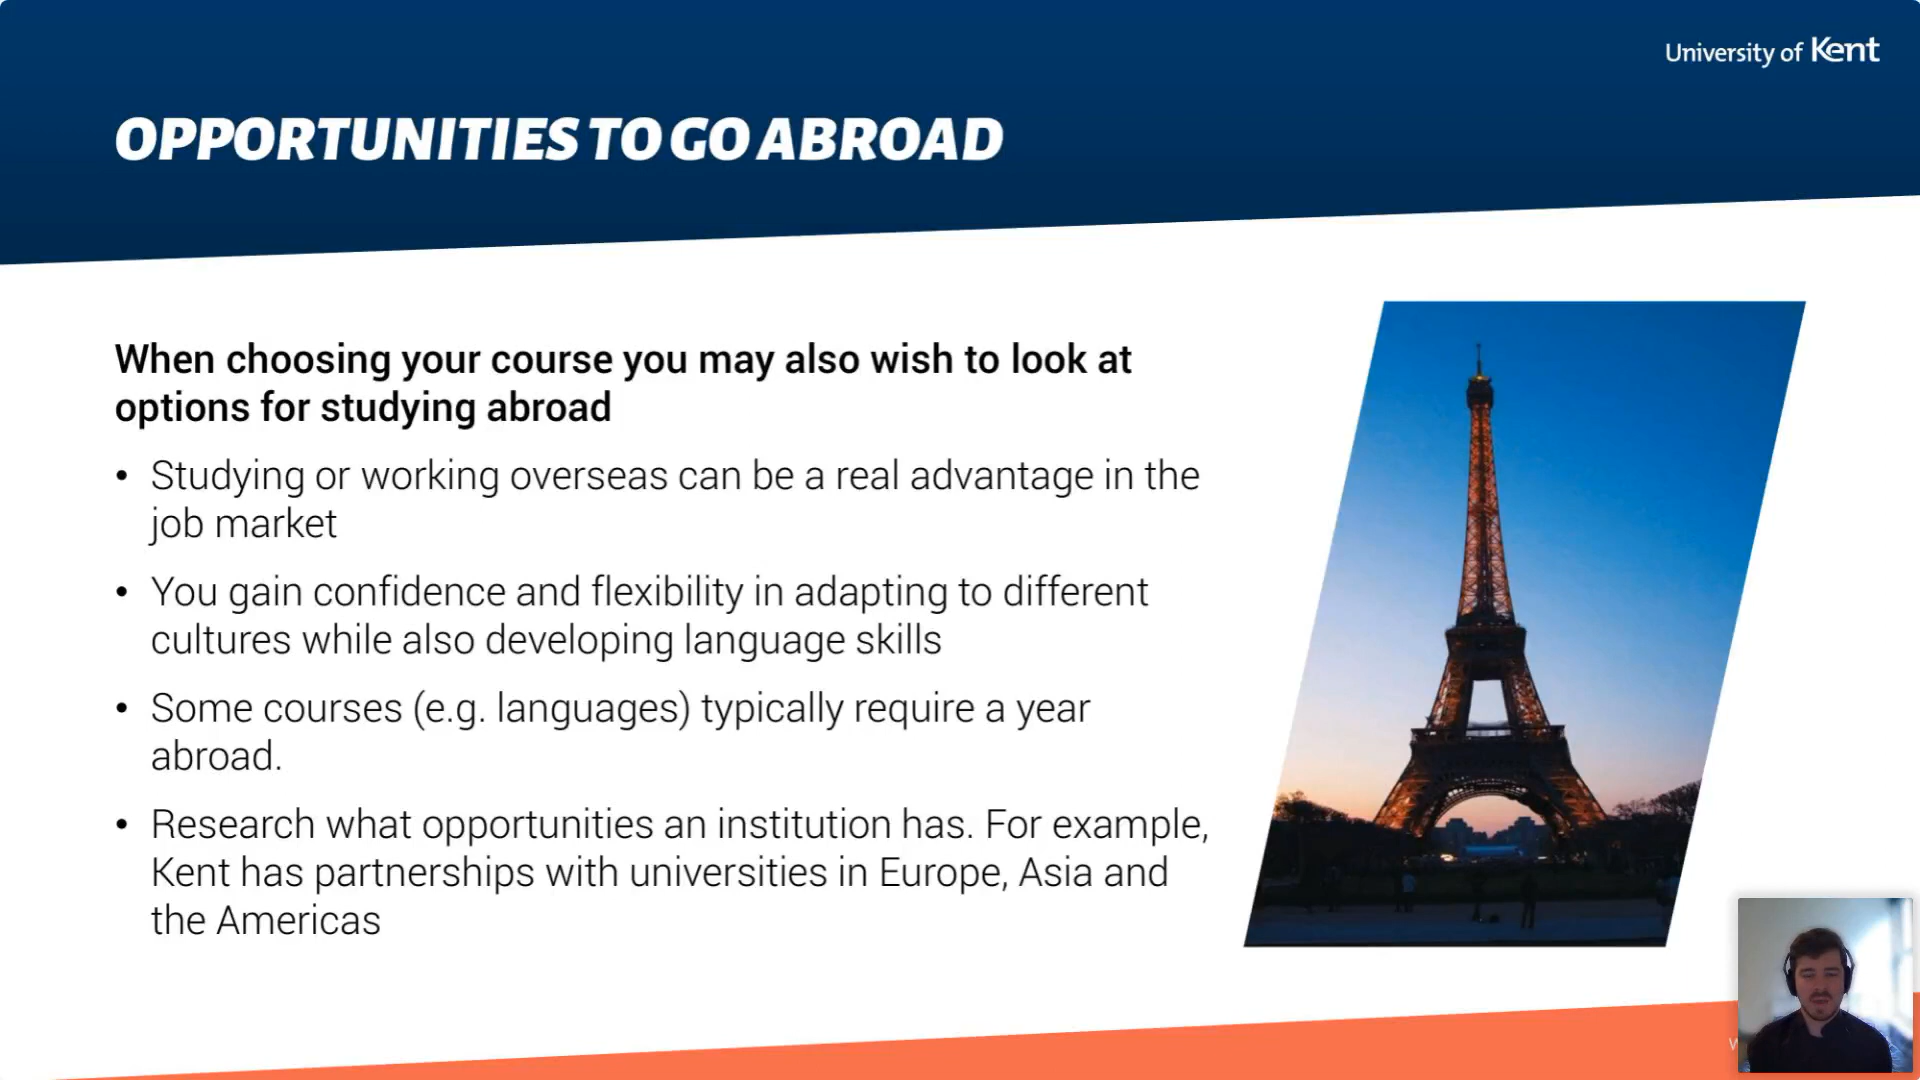 University of Kent
OPPORTUNITIES TO GO ABROAD
When choosing your course you may also wish to look at
options for studying abroad
• Studying or working overseas can be a real advantage in the
job market
• You gain confidence and flexibility in adapting to different
cultures while also developing language skills
• Some courses (e.g. languages) typically require a year
abroad.
• Research what opportunities an institution has. For example,
Kent has partnerships with universities in Europe, Asia and
the Americas